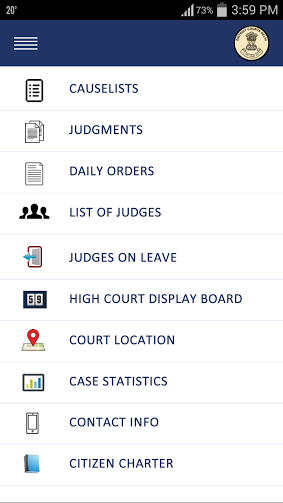 20°
73% 3:59 PM
CAUSELISTS
JUDGMENTS
DAILY ORDERS
LIST OF JUDGES
JUDGES ON LEAVE
59 HIGH COURT DISPLAY BOARD
COURT LOCATION
CASE STATISTICS
CONTACT INFO
CITIZEN CHARTER